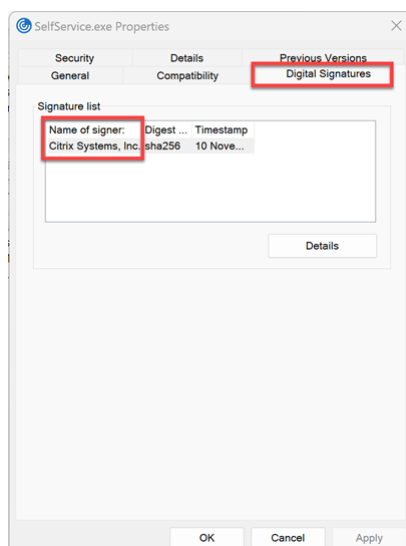 SelfService.exe Properties
Security Details Previous Versions
General Compatibility Digital Signatures
Signature list
Name of signer: Digest ... Timestamp
Citrix Systems, Inc. sha256 10 Nove...
Details
OK Cancel Apply